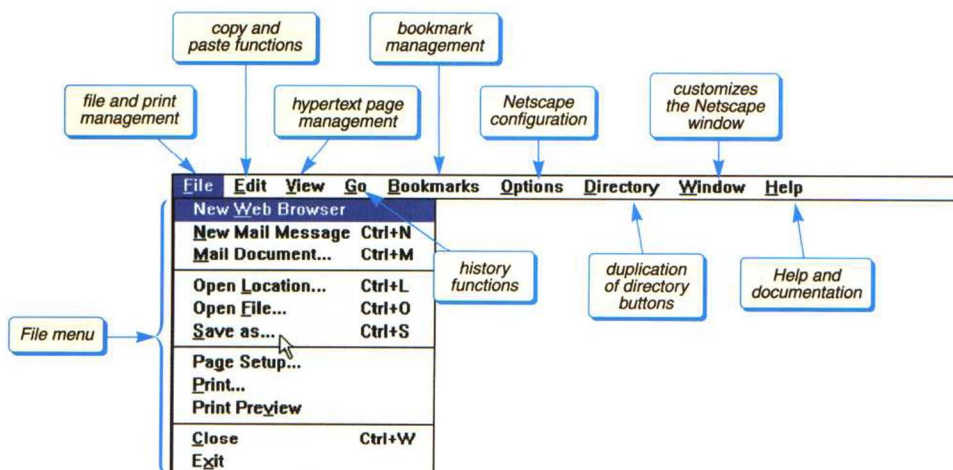 copy and
paste functions
bookmark
management
file and print
management
hypertext page
management
Netscape
configuration
customizes
the Netscape
window
File Edit View Go Bookmarks Options Directory Window Help
New Web Browser
New Mail Message Ctrl+N
Mail Document... Ctrl+M
Open Location... Ctrl+L
Open File... Ctrl+O
Save as... Ctrl+S
Page Setup...
Print...
Print Preview
Close Ctrl+W
Exit
File menu
history
functions
duplication
of directory
buttons
Help and
documentation